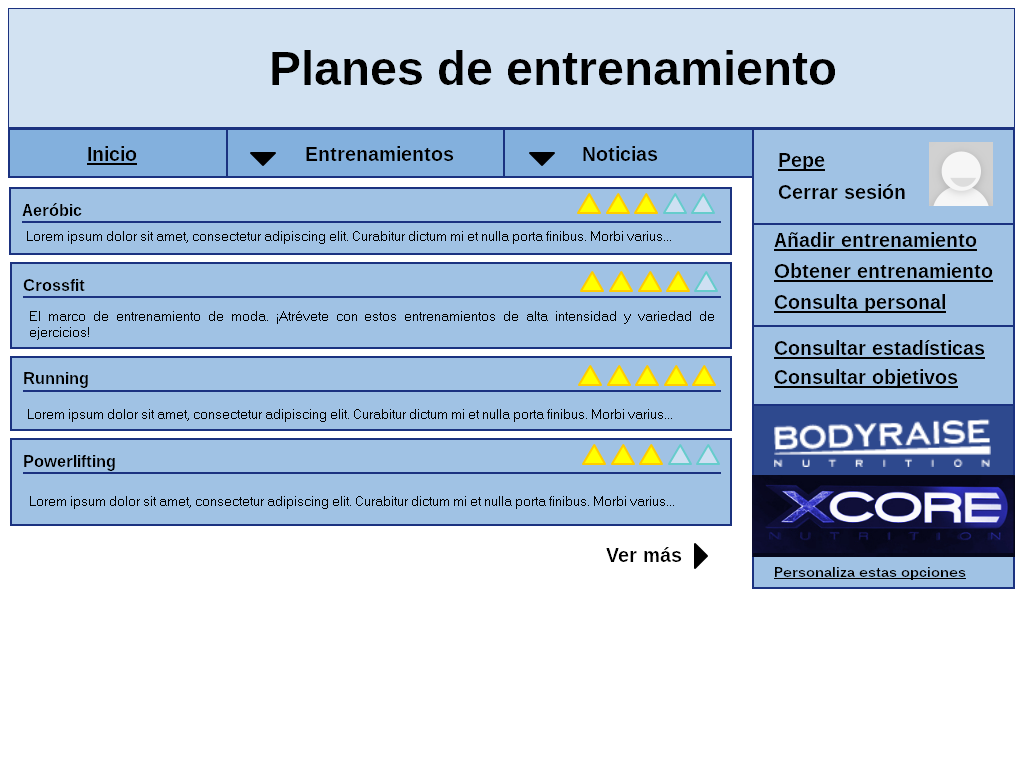 Planes de entrenamiento
Inicio
Entrenamientos
Noticias
Pepe
Cerrar sesión
Aeróbic
Lorem ipsum dolor sit amet, consectetur adipiscing elit. Curabitur dictum mi et nulla porta finibus. Morbi varius...
Crossfit
El marco de entrenamiento de moda. ¡Atrévete con estos entrenamientos de alta intensidad y variedad de
ejercicios!
Running
Lorem ipsum dolor sit amet, consectetur adipiscing elit. Curabitur dictum mi et nulla porta finibus. Morbi varius...
Powerlifting
Lorem ipsum dolor sit amet, consectetur adipiscing elit. Curabitur dictum mi et nulla porta finibus. Morbi varius...
Ver más
Añadir entrenamiento
Obtener entrenamiento
Consulta personal
Consultar estadísticas
Consultar objetivos
BODYRAISE
NUTRITION
XCORE
NUTRITION
Personaliza estas opciones